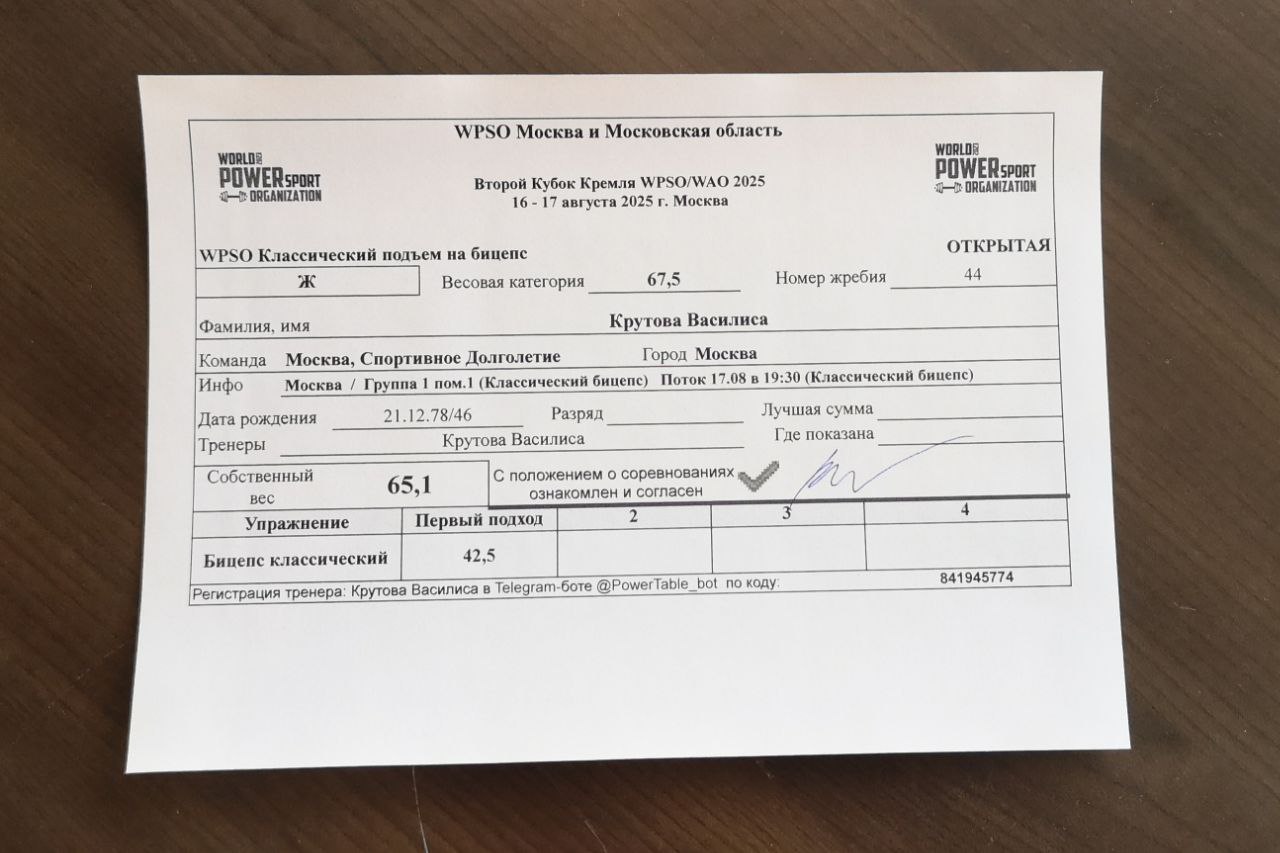 WPSO Москва и Московская область
WORLD
POWERSPORT
ORGANIZATION
WORLD
POWERSPORT
ORGANIZATION
Второй Кубок Кремля WPSO/WAO 2025
16 - 17 августа 2025 г. Москва
WPSO Классический подъем на бицепс ОТКРЫТАЯ
Ж Весовая категория 67,5 Номер жребия 44
Фамилия, имя Крутова Василиса
Команда Москва, Спортивное Долголетие Город Москва
Инфо Москва / Группа 1 пом.1 (Классический бицепс) Поток 17.08 в 19:30 (Классический бицепс)
Дата рождения 21.12.78/46 Разряд Лучшая сумма
Тренеры Крутова Василиса Где показана
Собственный вес 65,1 С положением о соревнованиях
ознакомлен и согласен
Упражнение Первый подход 2 3 4
Бицепс классический 42,5
Регистрация тренера: Крутова Василиса в Telegram-боте @PowerTable_bot по коду: 841945774